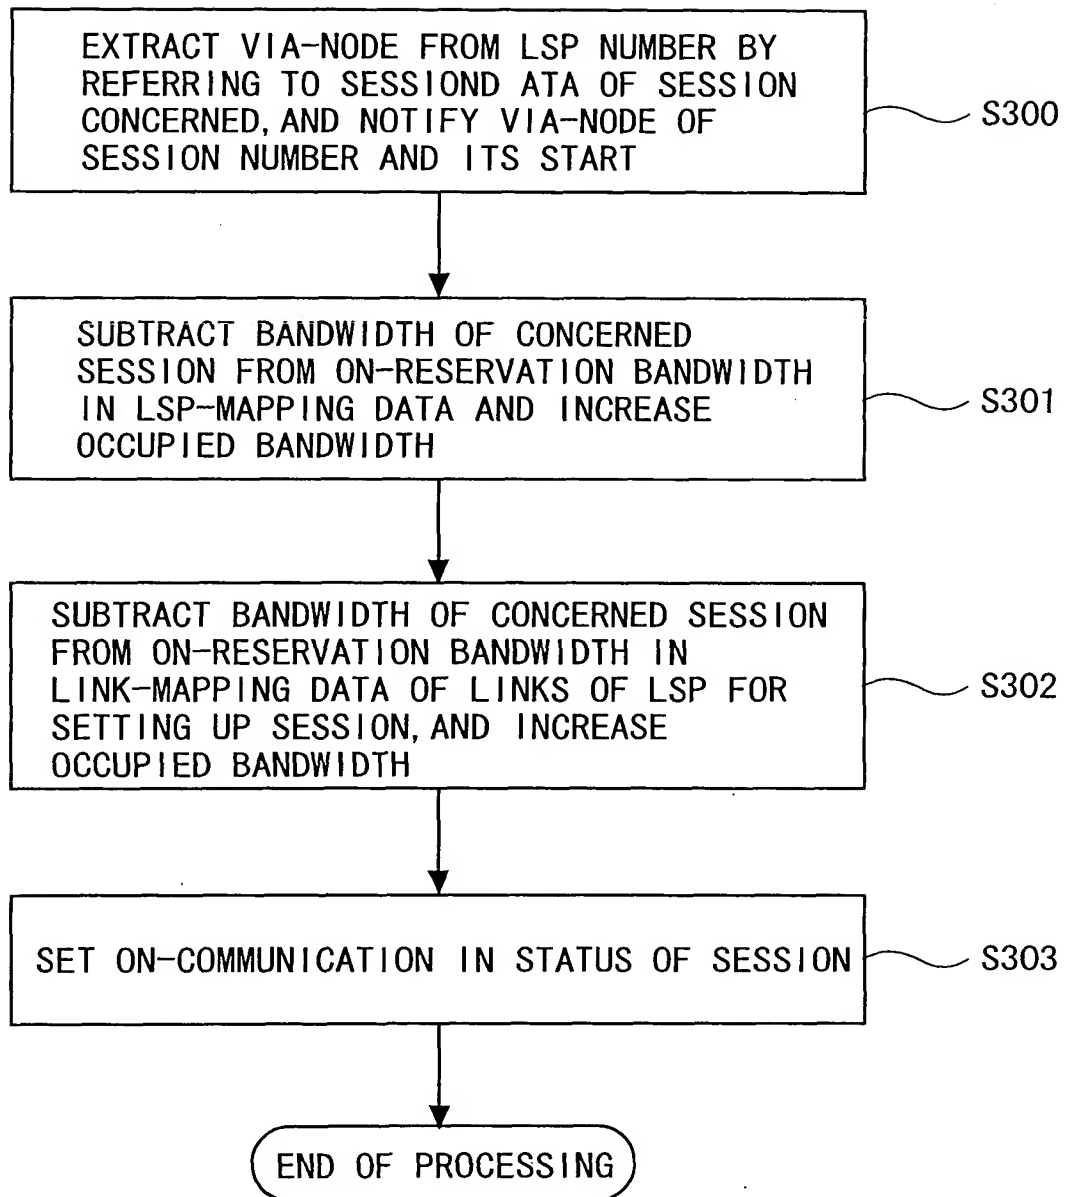 EXTRACT VIA-NODE FROM LSP NUMBER BY
REFERRING TO SESSIOND ATA OF SESSION
CONCERNED, AND NOTIFY VIA-NODE OF
SESSION NUMBER AND ITS START
S300
SUBTRACT BANDWIDTH OF CONCERNED
SESSION FROM ON-RESERVATION BANDWIDTH
IN LSP-MAPPING DATA AND INCREASE
OCCUPIED BANDWIDTH
S301
SUBTRACT BANDWIDTH OF CONCERNED SESSION
FROM ON-RESERVATION BANDWIDTH IN
LINK-MAPPING DATA OF LINKS OF LSP FOR
SETTING UP SESSION, AND INCREASE
OCCUPIED BANDWIDTH
S302
SET ON-COMMUNICATION IN STATUS OF SESSION
S303
END OF PROCESSING